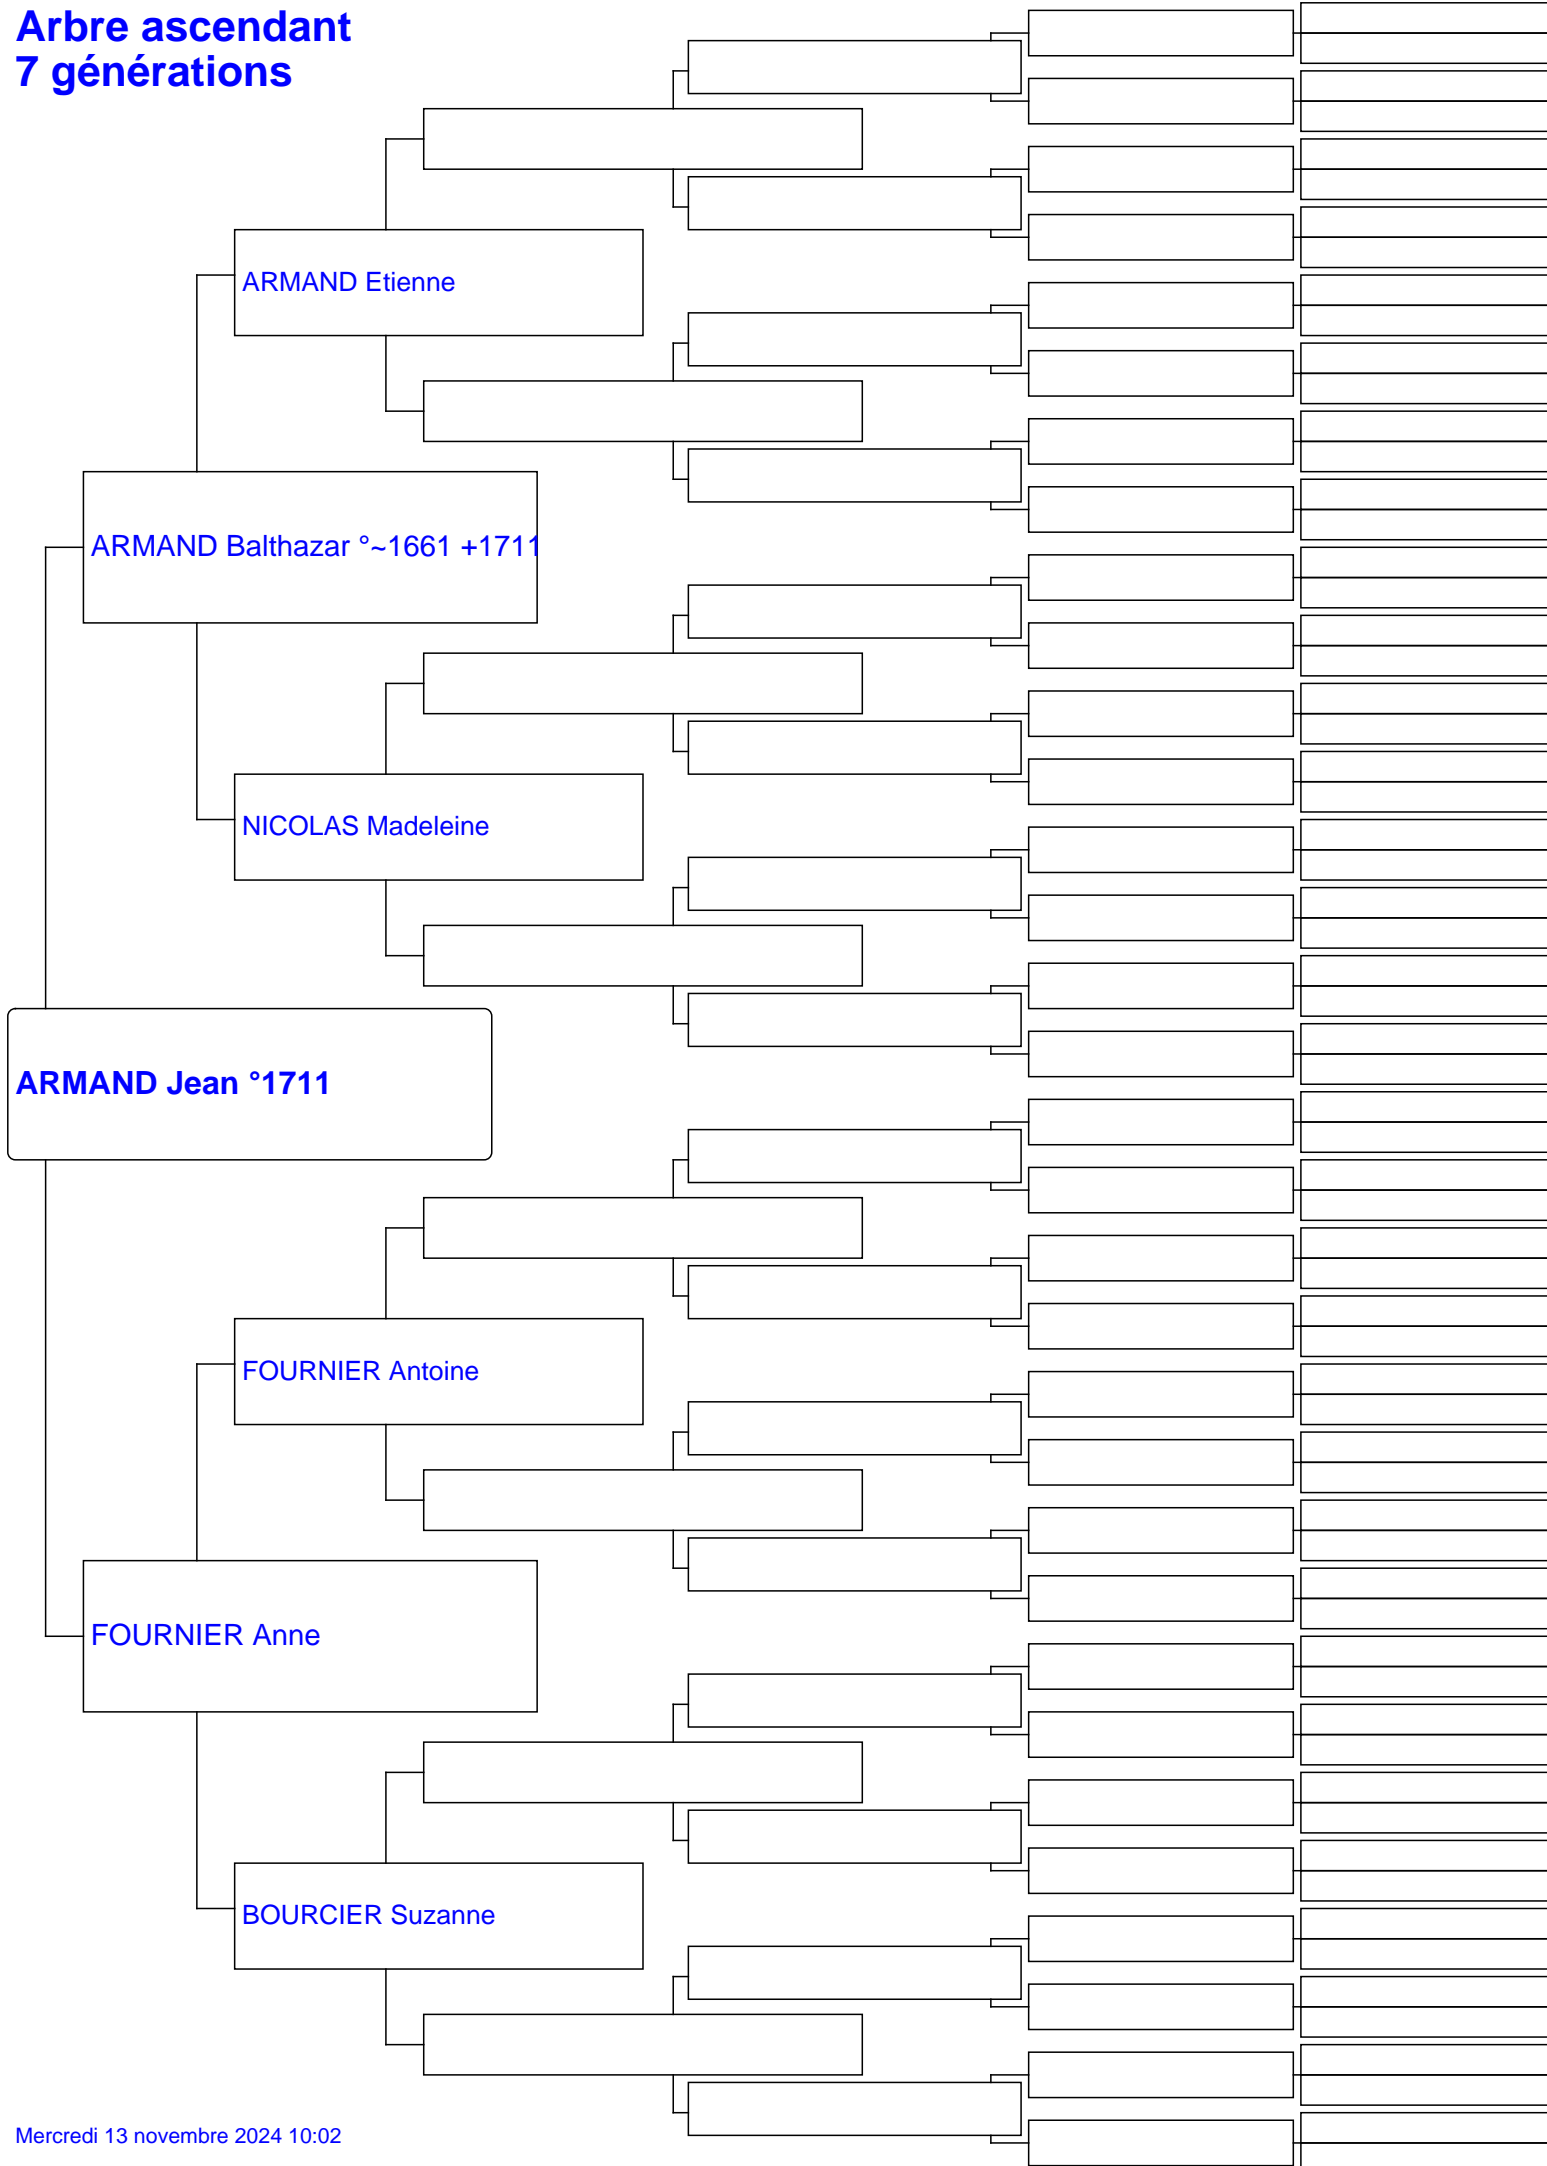 Arbre ascendant
7 générations
ARMAND Etienne
ARMAND Balthazar °~1661 +1711
NICOLAS Madeleine
ARMAND Jean °1711
FOURNIER Antoine
FOURNIER Anne
BOURCIER Suzanne
Mercredi 13 novembre 2024 10:02